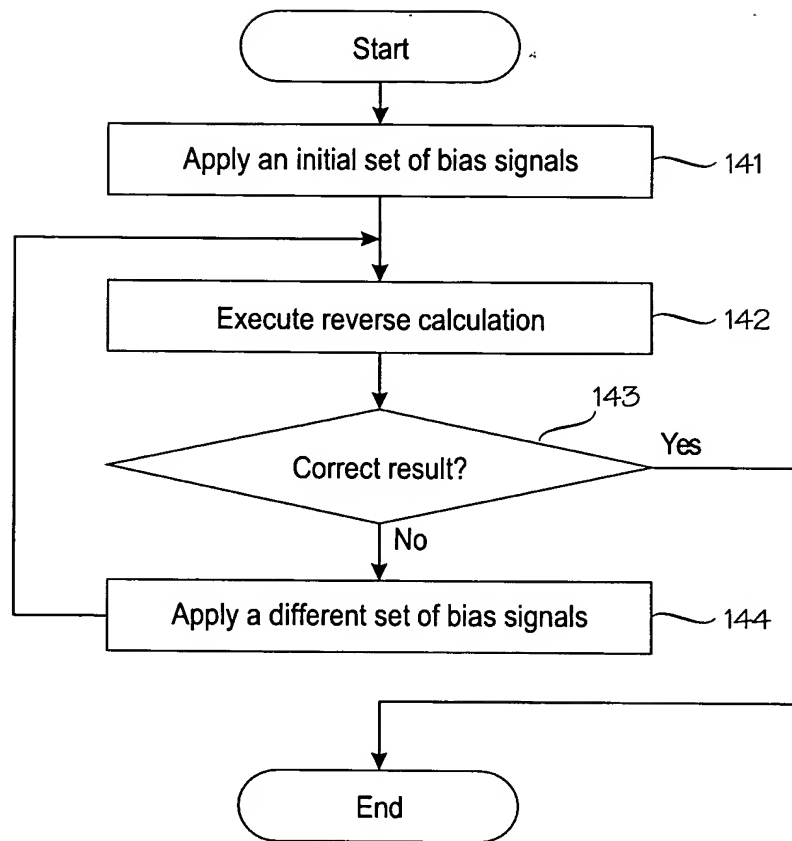 Start
Apply an initial set of bias signals
141
Execute reverse calculation
142
143
Correct result?
Yes
No
Apply a different set of bias signals
144
End